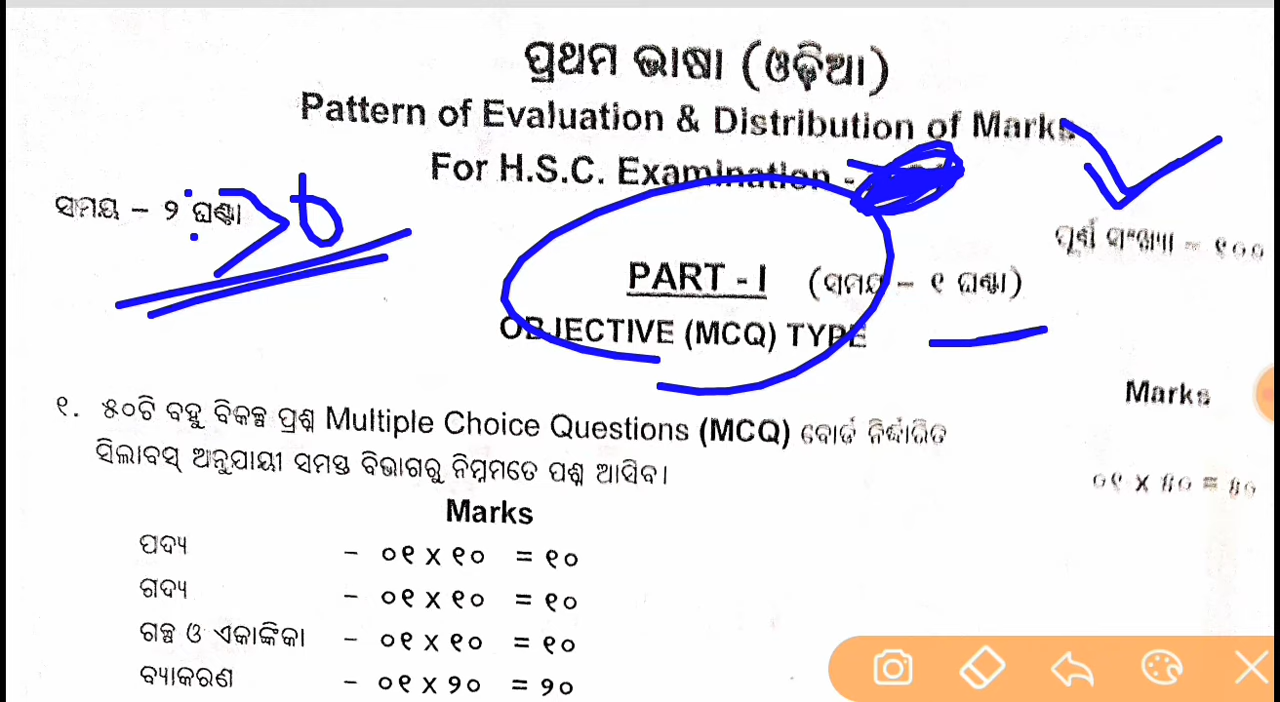 ପ୍ରଥମ ଭାଷା (ଓଡ଼ିଆ)
Pattern of Evaluation & Distribution of Marks
For H.S.C. Examination -
ସମୟ – ୨ ଘଣ୍ଟା
ପୂର୍ଣ୍ଣ ସଂଖ୍ୟା – ୧୦୦
PART - I (ସମୟ – ୧ ଘଣ୍ଟା)
OBJECTIVE (MCQ) TYPE
Marks
୧. ୫୦ଟି ବହୁ ବିକଳ୍ପ ପ୍ରଶ୍ନ Multiple Choice Questions (MCQ) ବୋର୍ଡ ନିର୍ଦ୍ଧାରିତ
ସିଲାବସ୍ ଅନୁଯାୟୀ ସମସ୍ତ ବିଭାଗରୁ ନିମ୍ନମତେ ପଶ୍ନ ଆସିବ।
୦୧ X ୫୦ = ୫୦
Marks
ପଦ୍ୟ – ୦୧ X ୧୦ = ୧୦
ଗଦ୍ୟ – ୦୧ X ୧୦ = ୧୦
ଗଳ୍ପ ଓ ଏକାଙ୍କିକା – ୦୧ X ୧୦ = ୧୦
ବ୍ୟାକରଣ – ୦୧ X ୨୦ = ୨୦